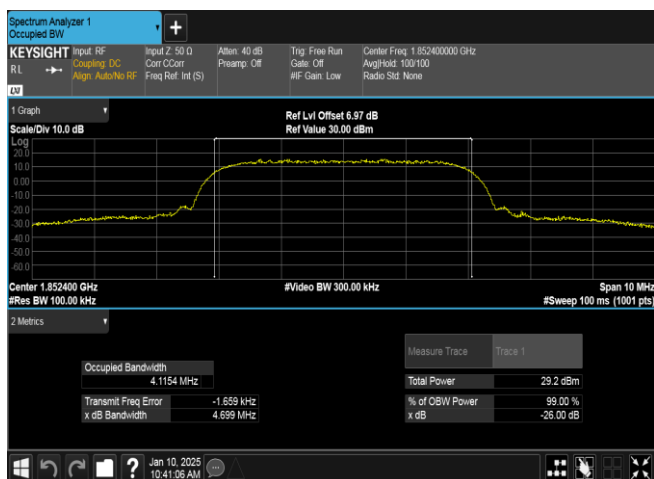 Spectrum Analyzer 1
Occupied BW
KEYSIGHT Input: RF Input Z: 50 Ω Atten: 40 dB Trig: Free Run Center Freq: 1.852400000 GHz
RL Coupling: DC Corr CCorr Preamp: Off Gate: Off Avg|Hold: 100/100
Align: Auto/No RF Freq Ref: Int (S) #IF Gain: Low Radio Std: None
LXI
1 Graph Ref Lvl Offset 6.97 dB
Scale/Div 10.0 dB Ref Value 30.00 dBm
Log
20.0
10.0
0.00
-10.0
-20.0
-30.0
-40.0
-50.0
-60.0
Center 1.852400 GHz #Video BW 300.00 kHz Span 10 MHz
#Res BW 100.00 kHz #Sweep 100 ms (1001 pts)
2 Metrics
Measure Trace Trace 1
Occupied Bandwidth
4.1154 MHz Total Power 29.2 dBm
Transmit Freq Error -1.659 kHz % of OBW Power 99.00 %
x dB Bandwidth 4.699 MHz x dB -26.00 dB
? Jan 10, 2025
10:41:06 AM